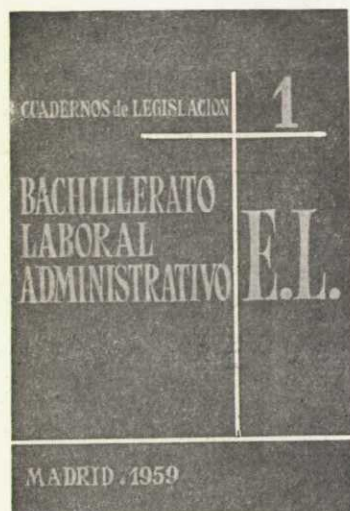 CUADERNOS de LEGISLACION
1
BACHILLERATO
LABORAL
ADMINISTRATIVO
E.L.
MADRID . 1959